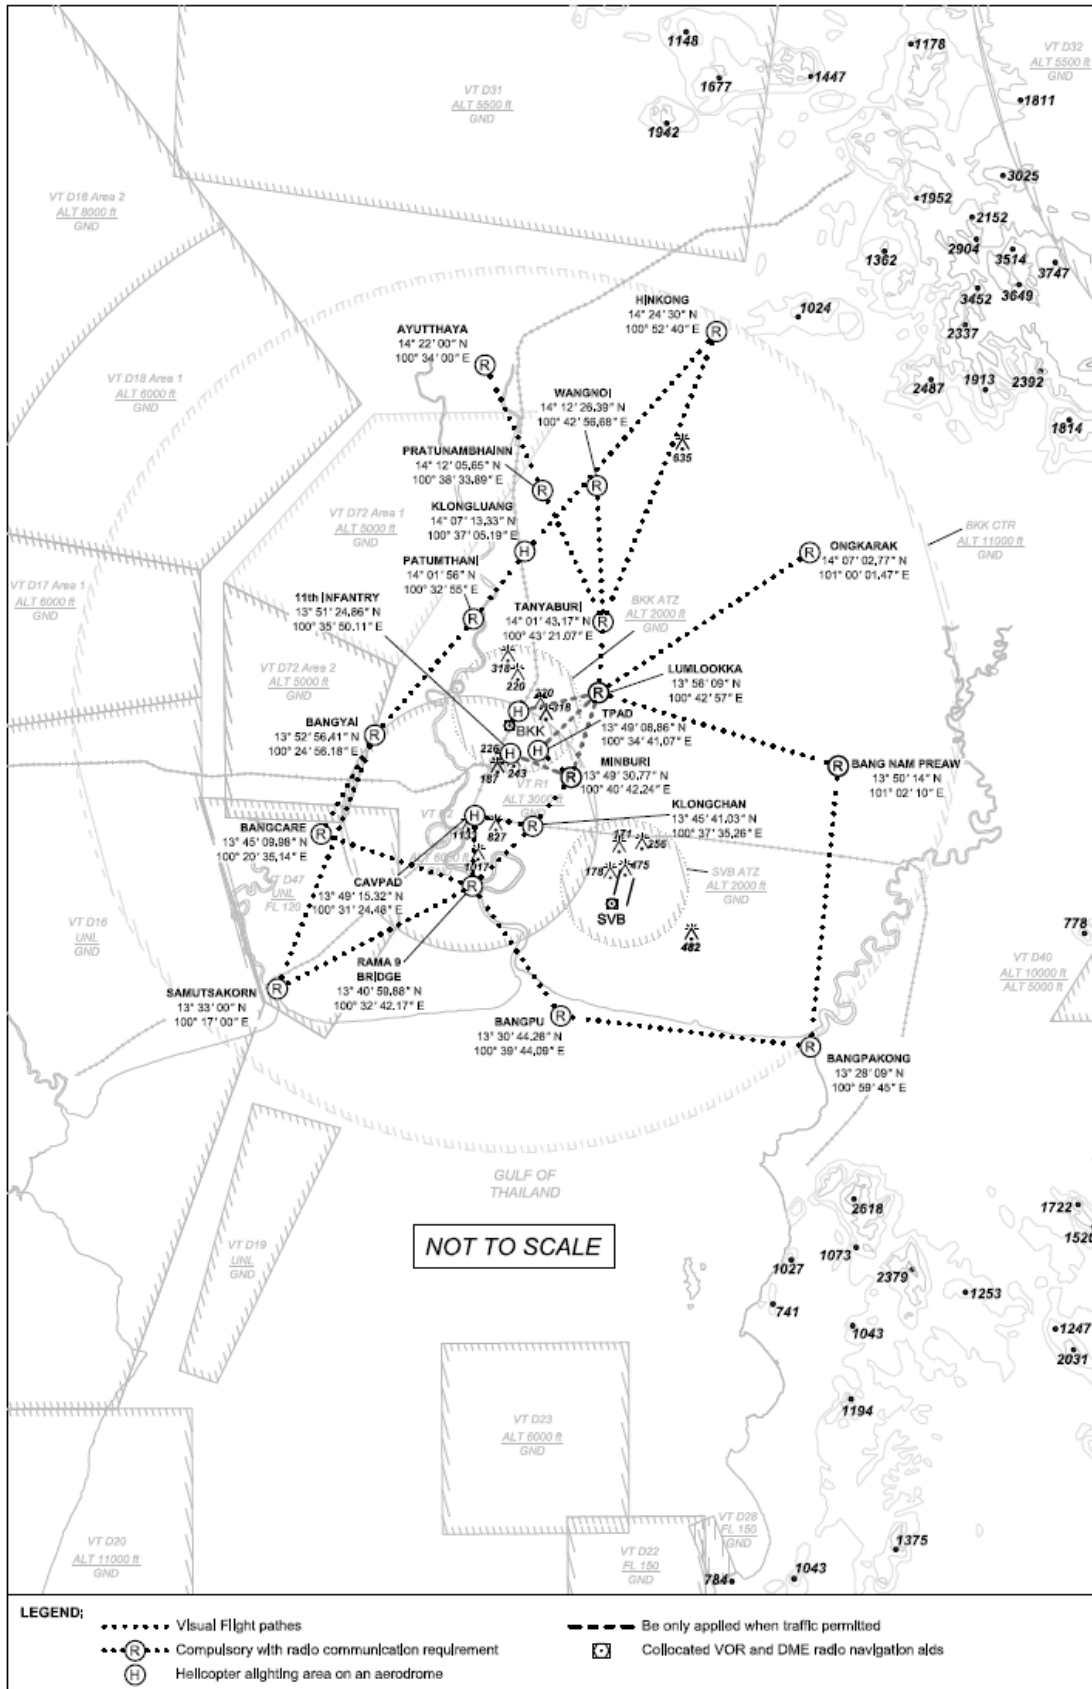 1148
1178
VT D32
ALT 5500 ft
GND
1677
1447
VT D31
ALT 5500 ft
GND
1811
1942
3025
VT D18 Area 2
ALT 8000 ft
GND
1952
2152
2904
1362
3514
3747
3452
3649
HINKONG
14° 24' 30" N
100° 52' 40" E
1024
2337
AYUTTHAYA
14° 22' 00" N
100° 34' 00" E
R
R
VT D18 Area 1
ALT 6000 ft
GND
2487
1913
2392
WANGNOI
14° 12' 26.39" N
100° 42' 56.68" E
1814
635
PRATUNAMBHAINN
14° 12' 05.65" N
100° 38' 33.89" E
R
R
KLONGLUANG
14° 07' 13.33" N
100° 37' 05.19" E
VT D72 Area 1
ALT 5000 ft
GND
BKK CTR
ALT 11000 ft
GND
H
R
ONGKARAK
14° 07' 02.77" N
101° 00' 01.47" E
PATUMTHANI
14° 01' 56" N
100° 32' 55" E
VT D17 Area 1
ALT 6000 ft
GND
11th INFANTRY
13° 51' 24.86" N
100° 35' 50.11" E
TANYABURI
14° 01' 43.17" N
100° 43' 21.07" E
BKK ATZ
ALT 2000 ft
GND
R
R
318
220
VT D72 Area 2
ALT 5000 ft
GND
LUMLOOKKA
13° 56' 09" N
100° 42' 57" E
R
220
318
H
BKK
TPAD
13° 49' 08.86" N
100° 34' 41.07" E
BANGYAI
13° 52' 56.41" N
100° 24' 56.18" E
R
226
187
243
H
H
MINBURI
13° 49' 30.77" N
100° 40' 42.24" E
R
R
BANG NAM PREAW
13° 50' 14" N
101° 02' 10" E
VT R1
ALT 3000 ft
GND
KLONGCHAN
13° 45' 41.03" N
100° 37' 35.26" E
VT
ALT 6000 ft
BANGCARE
13° 45' 09.98" N
100° 20' 35.14" E
R
H
1133
827
R
171
256
1017
178
475
SVB ATZ
ALT 2000 ft
GND
CAVPAD
13° 49' 15.32" N
100° 31' 24.48" E
VT D47
UNL
FL 120
R
SVB
VT D16
UNL
GND
482
778
RAMA 9
BRIDGE
13° 40' 59.88" N
100° 32' 42.17" E
VT D40
ALT 10000 ft
ALT 5000 ft
SAMUTSAKORN
13° 33' 00" N
100° 17' 00" E
R
BANGPU
13° 30' 44.26" N
100° 39' 44.09" E
R
R
BANGPAKONG
13° 28' 09" N
100° 59' 45" E
GULF OF
THAILAND
2618
1722
1520
NOT TO SCALE
VT D19
UNL
GND
1073
1027
2379
1253
741
1043
1247
2031
1194
VT D23
ALT 6000 ft
GND
VT D20
ALT 11000 ft
GND
VT D22
FL 150
GND
VT D28
FL 150
GND
1375
784
1043
LEGEND;
Visual Flight pathes
Be only applied when traffic permitted
R Compulsory with radio communication requirement
Collocated VOR and DME radio navigation aids
H Helicopter alighting area on an aerodrome